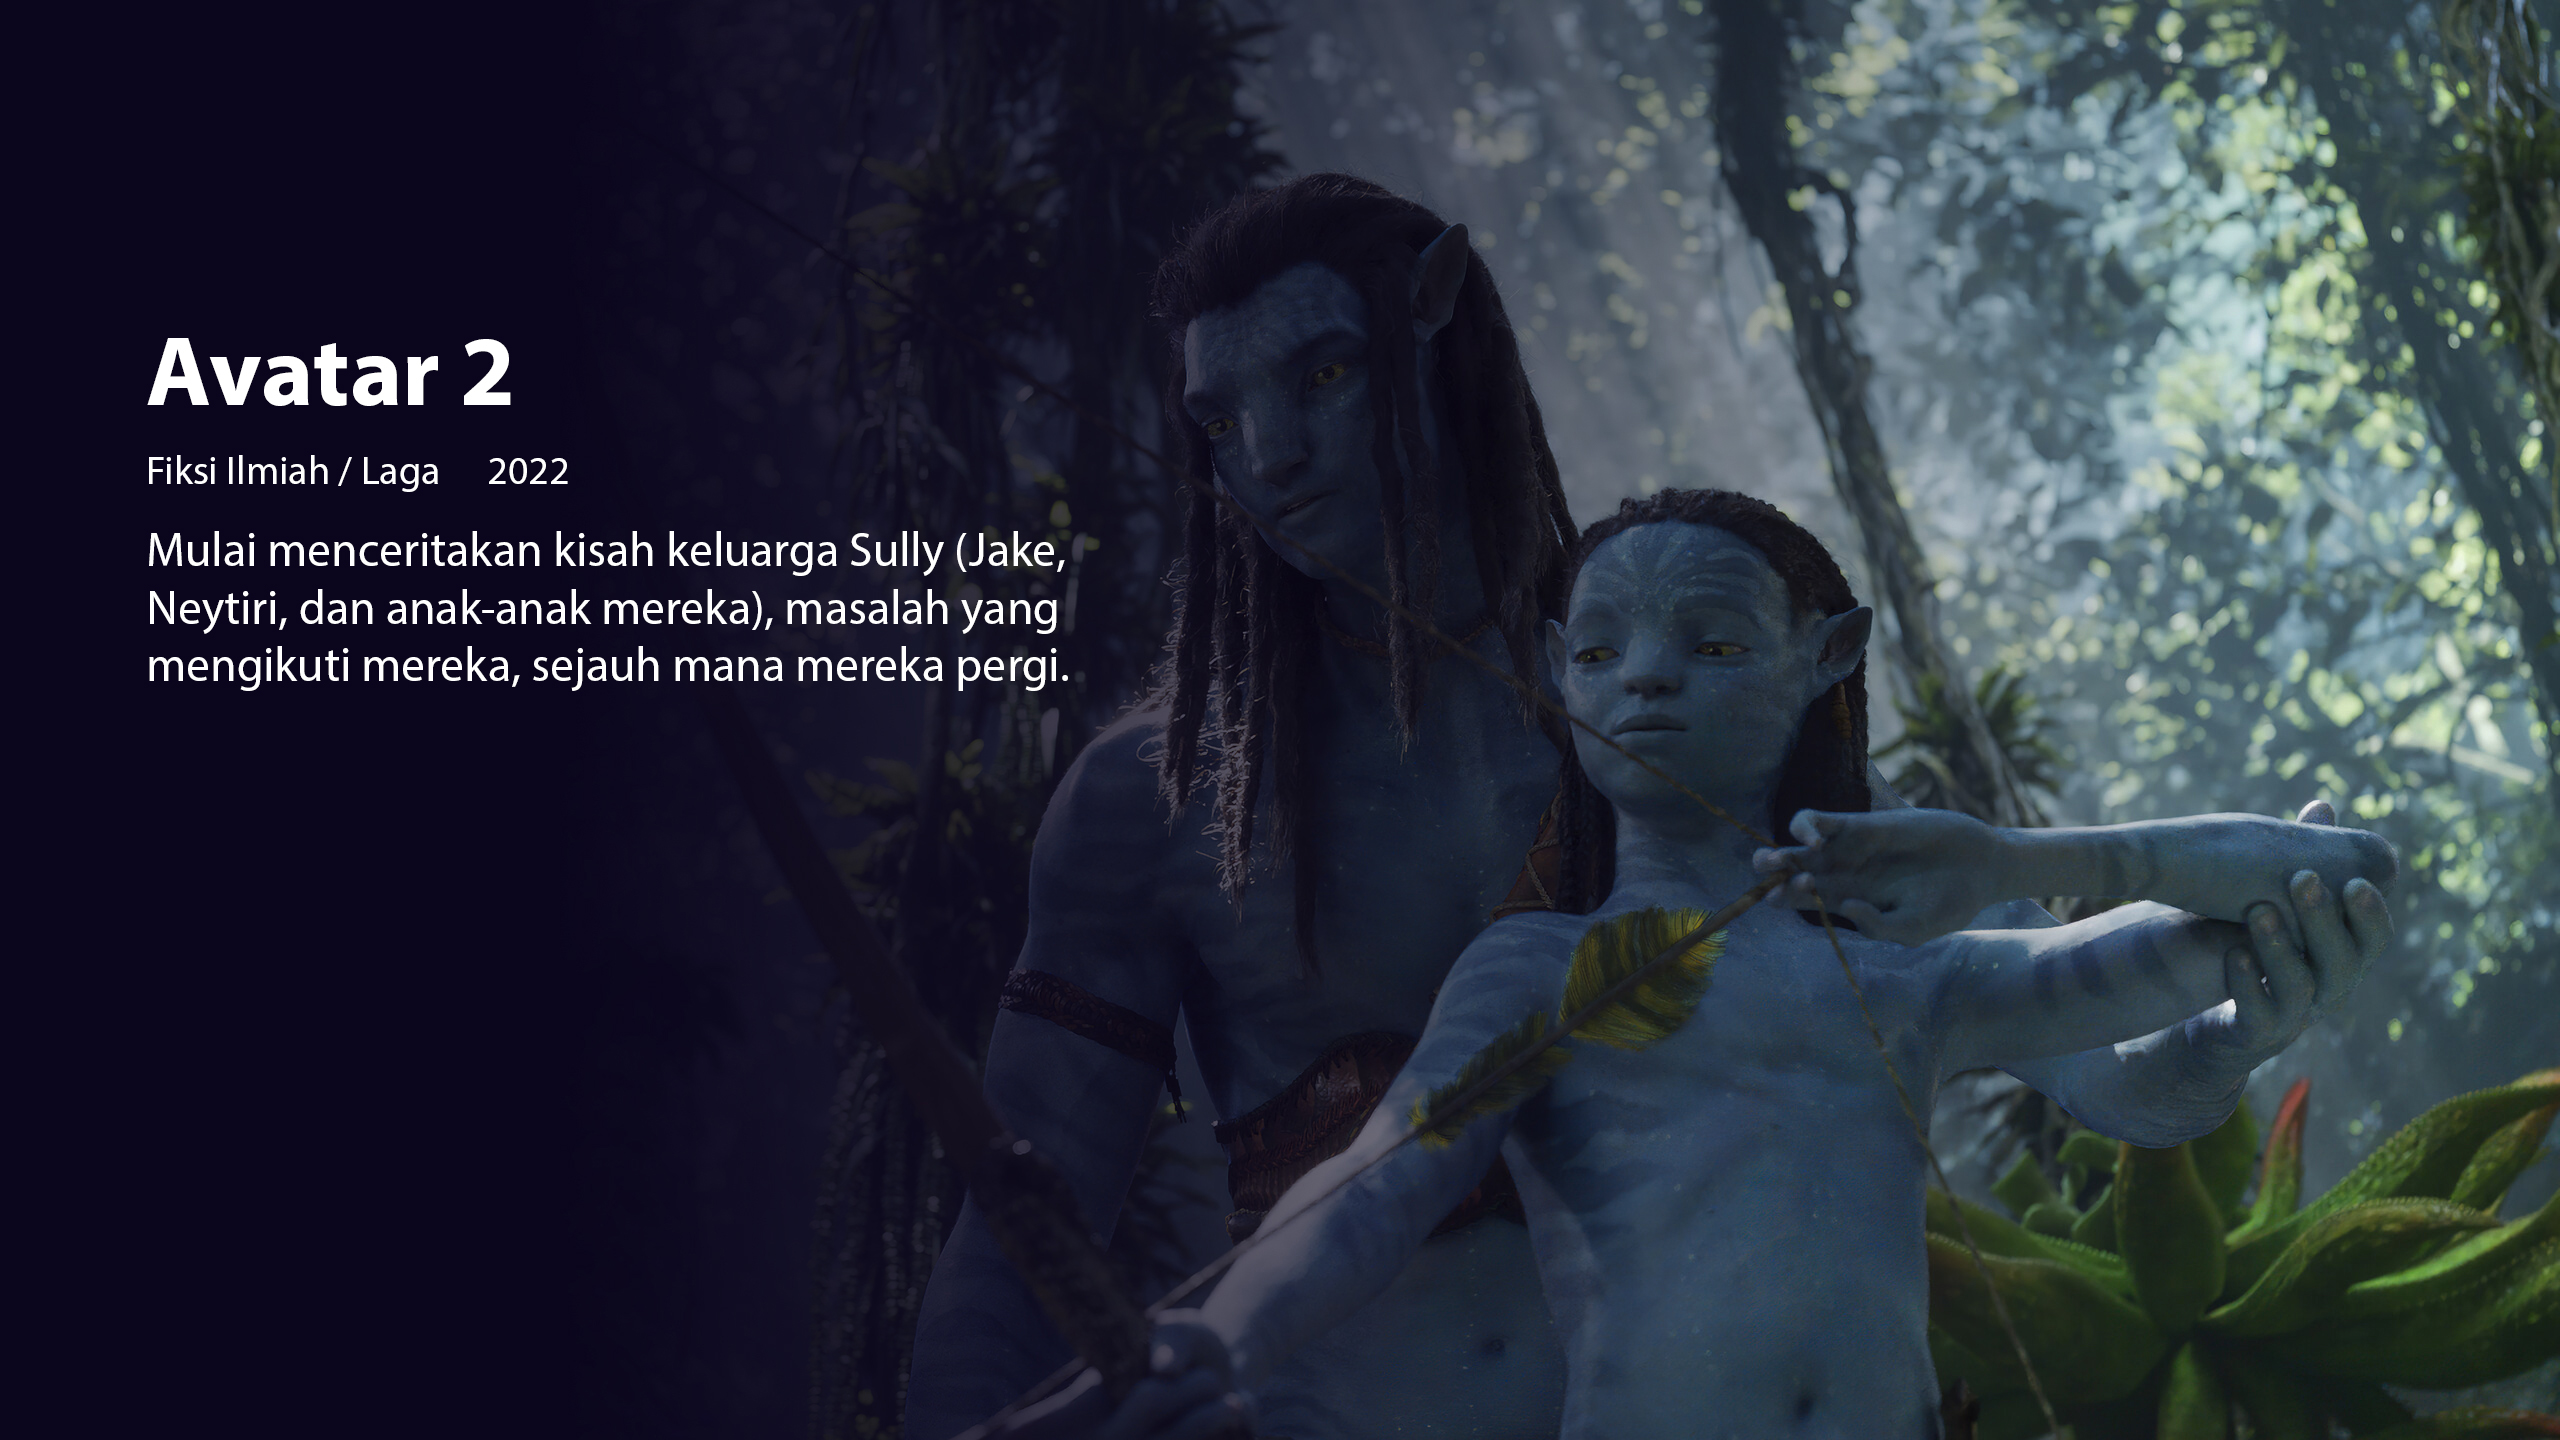 Avatar 2
Fiksi Ilmiah / Laga 2022
Mulai menceritakan kisah keluarga Sully (Jake,
Neytiri, dan anak-anak mereka), masalah yang
mengikuti mereka, sejauh mana mereka pergi.